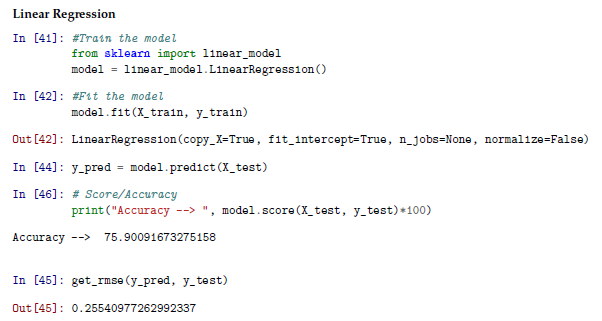 Linear Regression
In [41]: #Train the model
from sklearn import linear_model
model = linear_model.LinearRegression()
In [42]: #Fit the model
model.fit(X_train, y_train)
Out[42]: LinearRegression(copy_X=True, fit_intercept=True, n_jobs=None, normalize=False)
In [44]: y_pred = model.predict(X_test)
In [46]: # Score/Accuracy
print("Accuracy --> ", model.score(X_test, y_test)*100)
Accuracy -->  75.90091673275158
In [45]: get_rmse(y_pred, y_test)
Out[45]: 0.25540977262992337